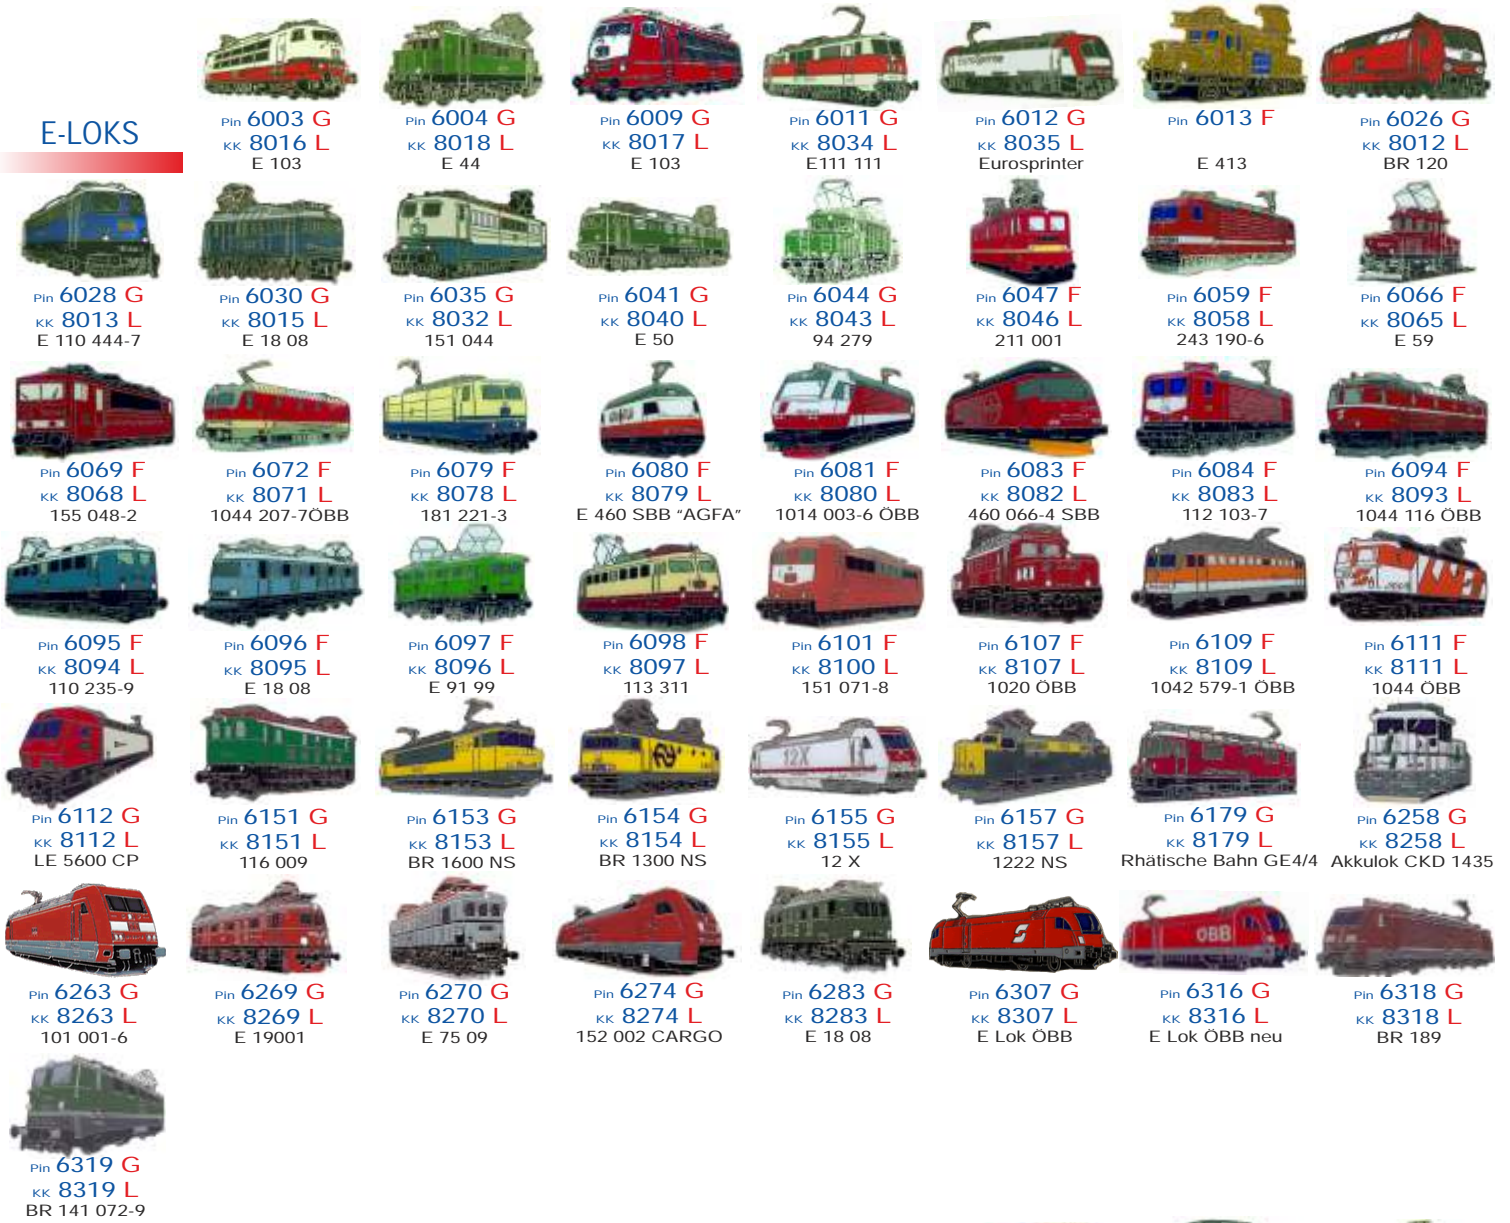 E-LOKS
Pin 6003 G
KK 8016 L
E 103
Pin 6004 G
KK 8018 L
E 44
Pin 6009 G
KK 8017 L
E 103
Pin 6011 G
KK 8034 L
E111 111
Pin 6012 G
KK 8035 L
Eurosprinter
Pin 6013 F
E 413
Pin 6026 G
KK 8012 L
BR 120
Pin 6028 G
KK 8013 L
E 110 444-7
Pin 6030 G
KK 8015 L
E 18 08
Pin 6035 G
KK 8032 L
151 044
Pin 6041 G
KK 8040 L
E 50
Pin 6044 G
KK 8043 L
94 279
Pin 6047 F
KK 8046 L
211 001
Pin 6059 F
KK 8058 L
243 190-6
Pin 6066 F
KK 8065 L
E 59
Pin 6069 F
KK 8068 L
155 048-2
Pin 6072 F
KK 8071 L
1044 207-7ÖBB
Pin 6079 F
KK 8078 L
181 221-3
Pin 6080 F
KK 8079 L
E 460 SBB "AGFA"
Pin 6081 F
KK 8080 L
1014 003-6 ÖBB
Pin 6083 F
KK 8082 L
460 066-4 SBB
Pin 6084 F
KK 8083 L
112 103-7
Pin 6094 F
KK 8093 L
1044 116 ÖBB
Pin 6095 F
KK 8094 L
110 235-9
Pin 6096 F
KK 8095 L
E 18 08
Pin 6097 F
KK 8096 L
E 91 99
Pin 6098 F
KK 8097 L
113 311
Pin 6101 F
KK 8100 L
151 071-8
Pin 6107 F
KK 8107 L
1020 ÖBB
Pin 6109 F
KK 8109 L
1042 579-1 ÖBB
Pin 6111 F
KK 8111 L
1044 ÖBB
Pin 6112 G
KK 8112 L
LE 5600 CP
Pin 6151 G
KK 8151 L
116 009
Pin 6153 G
KK 8153 L
BR 1600 NS
Pin 6154 G
KK 8154 L
BR 1300 NS
12X
Pin 6155 G
KK 8155 L
12 X
Pin 6157 G
KK 8157 L
1222 NS
Pin 6179 G
KK 8179 L
Rhätische Bahn GE4/4
Pin 6258 G
KK 8258 L
Akkulok CKD 1435
Pin 6263 G
KK 8263 L
101 001-6
Pin 6269 G
KK 8269 L
E 19001
Pin 6270 G
KK 8270 L
E 75 09
Pin 6274 G
KK 8274 L
152 002 CARGO
Pin 6283 G
KK 8283 L
E 18 08
Pin 6307 G
KK 8307 L
E Lok ÖBB
ÖBB
Pin 6316 G
KK 8316 L
E Lok ÖBB neu
Pin 6318 G
KK 8318 L
BR 189
Pin 6319 G
KK 8319 L
BR 141 072-9